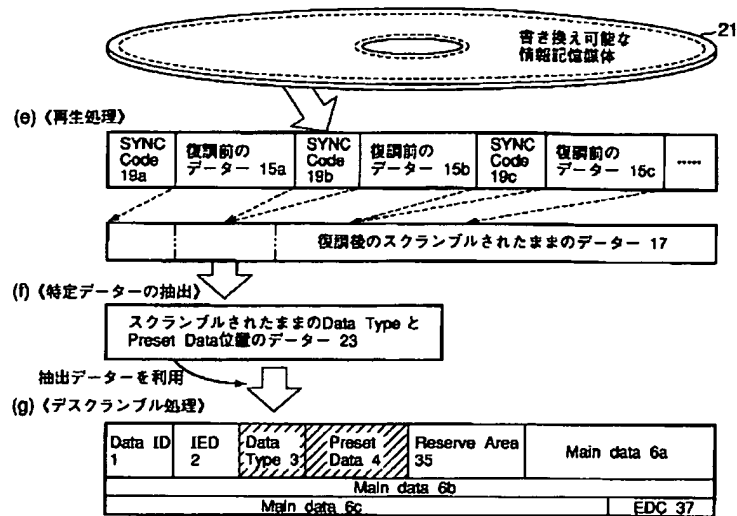 書き換え可能な
情報記憶媒体
21
(e)《再生処理》
SYNC
Code
19a
復調前の
データー 15a
SYNC
Code
19b
復調前の
データー 15b
SYNC
Code
19c
復調前の
データー 15c
.....
復調後のスクランブルされたままのデーター 17
(f)《特定データーの抽出》
スクランブルされたままのData Type と
Preset Data位置のデーター 23
抽出データーを利用
(g)《デスクランブル処理》
Data ID
1
IED
2
Data
Type 3
Preset
Data 4
Reserve Area
35
Main data 6a
Main data 6b
Main data 6c
EDC 37